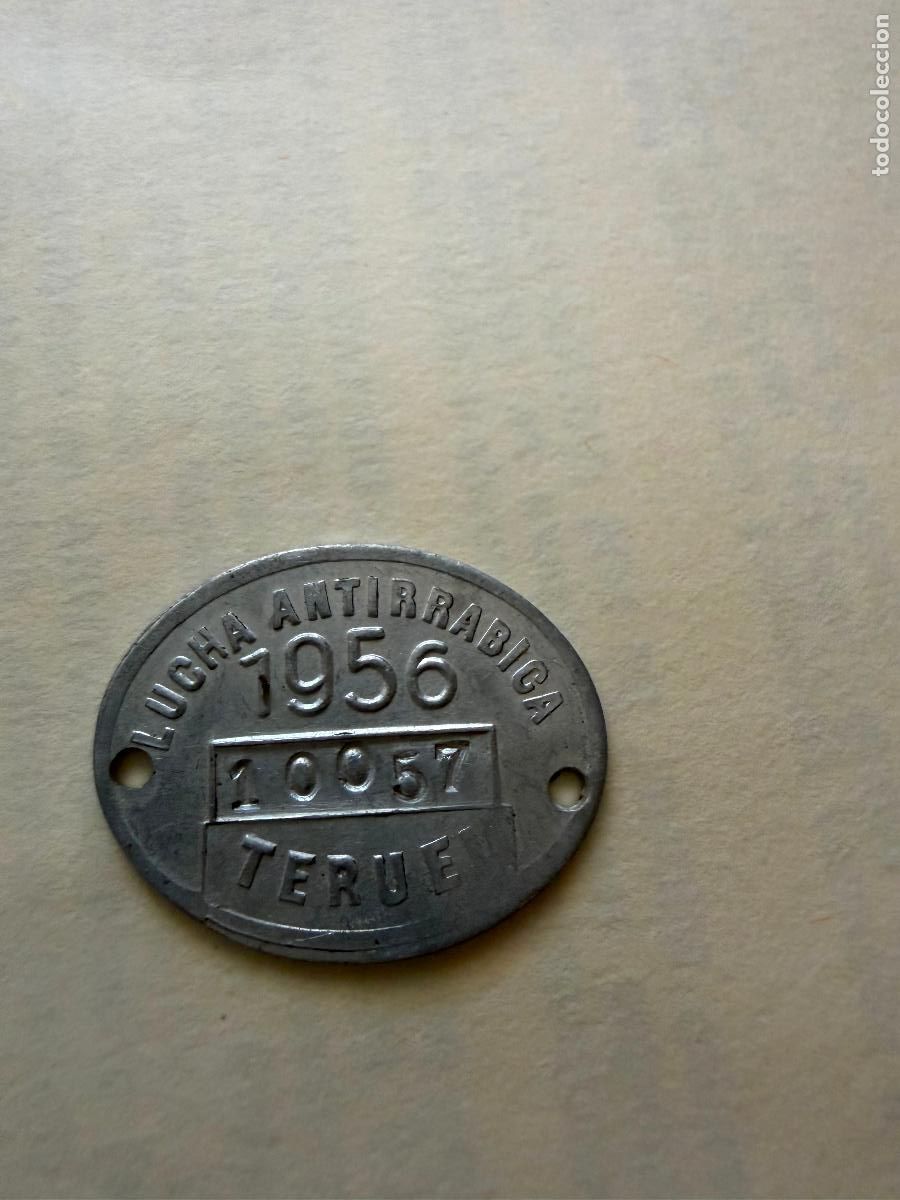 LUCHA ANTIRRABICA
1956
10057
TERUEL
todocoleccion